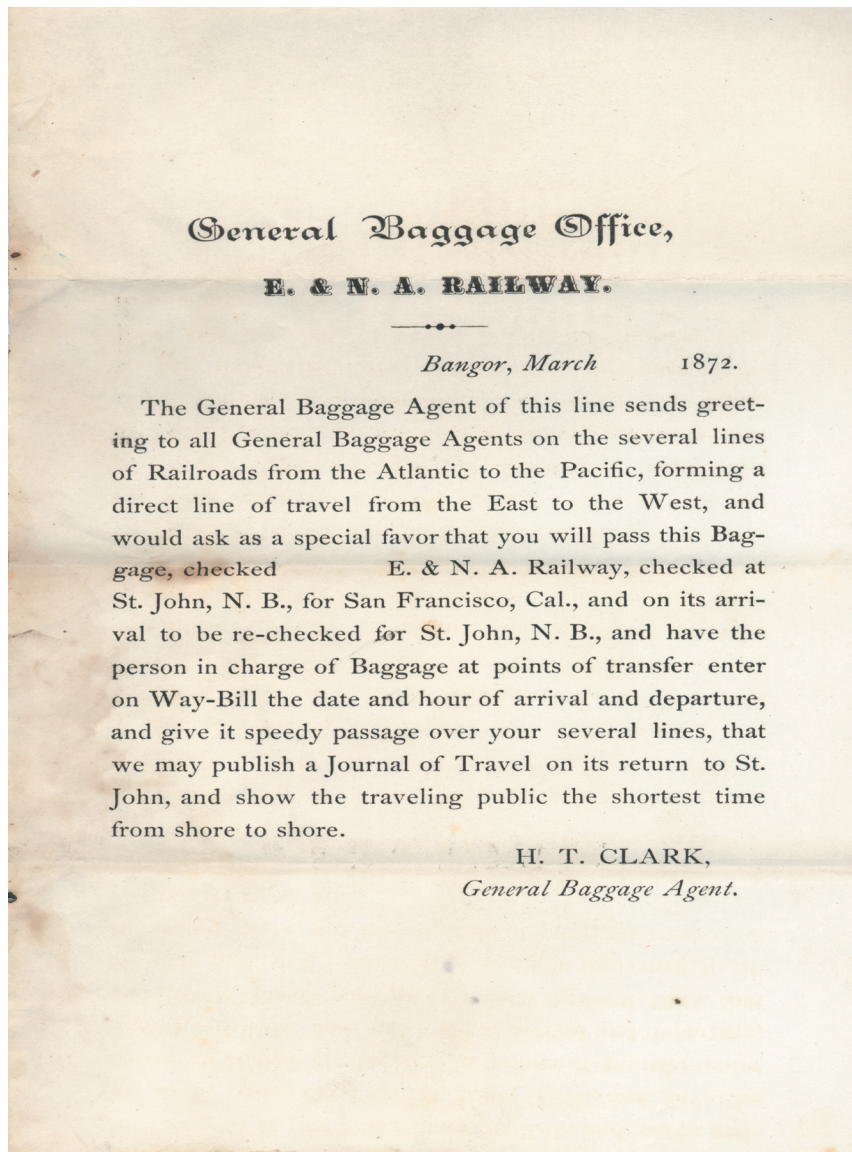 General Baggage Office,
E. & N. A. RAILWAY.
Bangor, March 1872.
The General Baggage Agent of this line sends greet-
ing to all General Baggage Agents on the several lines
of Railroads from the Atlantic to the Pacific, forming a
direct line of travel from the East to the West, and
would ask as a special favor that you will pass this Bag-
gage, checked E. & N. A. Railway, checked at
St. John, N. B., for San Francisco, Cal., and on its arri-
val to be re-checked for St. John, N. B., and have the
person in charge of Baggage at points of transfer enter
on Way-Bill the date and hour of arrival and departure,
and give it speedy passage over your several lines, that
we may publish a Journal of Travel on its return to St.
John, and show the traveling public the shortest time
from shore to shore.
H. T. CLARK,
General Baggage Agent.